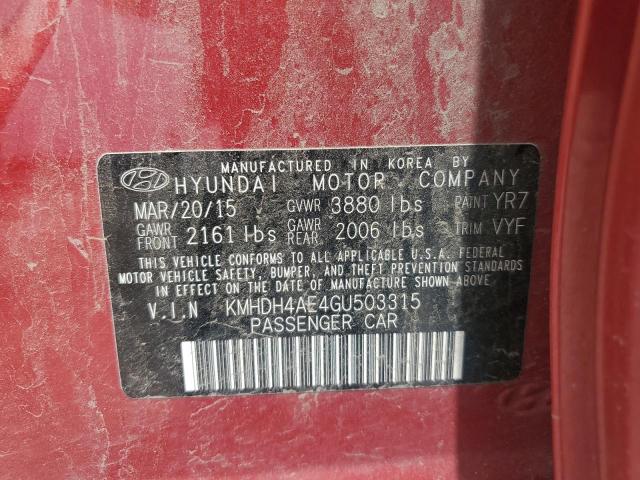 MANUFACTURED IN KOREA BY
HYUNDAI MOTOR COMPANY
MAR/20/15 GVWR 3880 lbs PAINT YR7
GAWR FRONT 2161 lbs GAWR REAR 2006 lbs TRIM VYF
THIS VEHICLE CONFORMS TO ALL APPLICABLE U.S.A. FEDERAL
MOTOR VEHICLE SAFETY, BUMPER, AND THEFT PREVENTION STANDARDS
IN EFFECT ON THE DATE OF MANUFACTURE SHOWN ABOVE
V.I.N KMHDH4AE4GU503315
PASSENGER CAR